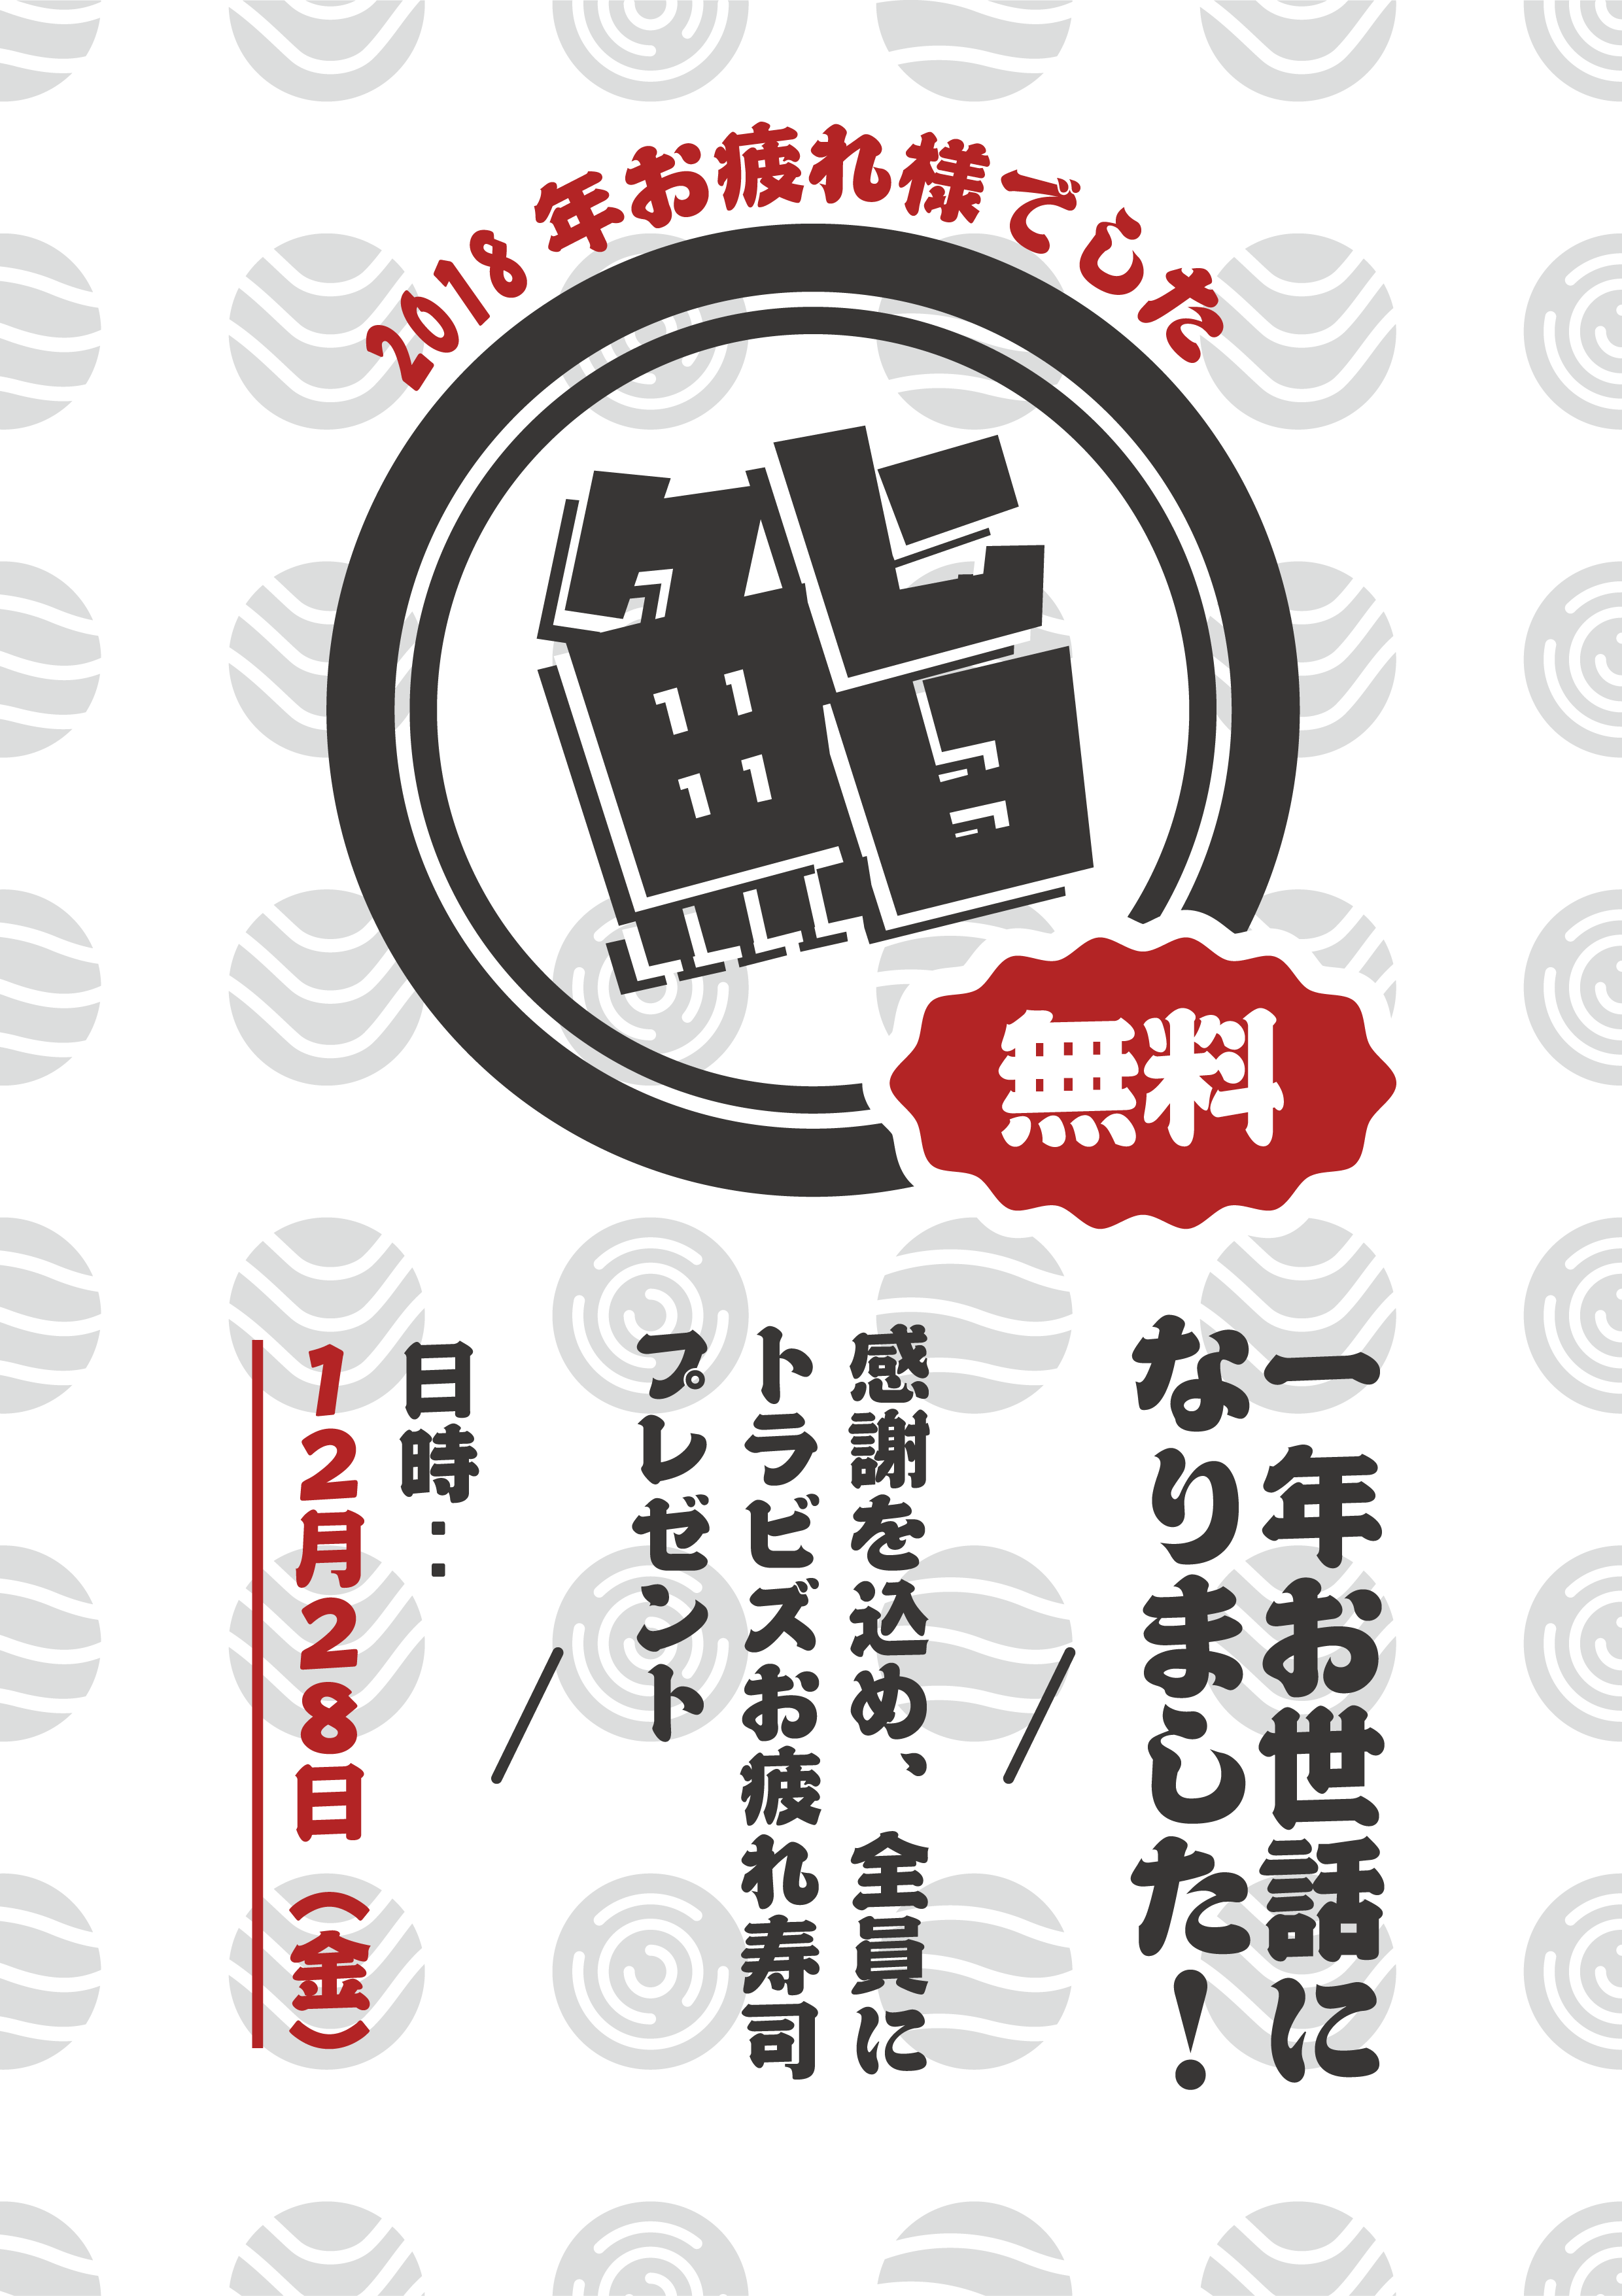 2018年お疲れ様でした
鮨
無料
一年お世話に
なりました！
感謝を込め、全員に
トラビズお疲れ寿司
プレゼント
日時：
12月28日（金）